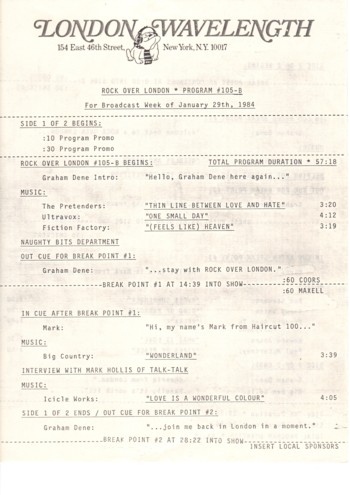 LONDON WAVELENGTH
154 East 46th Street, New York, N.Y. 10017
ROCK OVER LONDON * PROGRAM #105-B
For Broadcast Week of January 29th, 1984
SIDE 1 OF 2 BEGINS:
:10 Program Promo
:30 Program Promo
ROCK OVER LONDON #105-B BEGINS: TOTAL PROGRAM DURATION * 57:18
Graham Dene Intro: "Hello, Graham Dene here again..."
MUSIC:
The Pretenders: "THIN LINE BETWEEN LOVE AND HATE" 3:20
Ultravox: "ONE SMALL DAY" 4:12
Fiction Factory: "(FEELS LIKE) HEAVEN" 3:19
NAUGHTY BITS DEPARTMENT
OUT CUE FOR BREAK POINT #1:
Graham Dene: "...stay with ROCK OVER LONDON."
BREAK POINT #1 AT 14:39 INTO SHOW :60 COORS
:60 MAXELL
IN CUE AFTER BREAK POINT #1:
Mark: "Hi, my name's Mark from Haircut 100..."
MUSIC:
Big Country: "WONDERLAND" 3:39
INTERVIEW WITH MARK HOLLIS OF TALK-TALK
MUSIC:
Icicle Works: "LOVE IS A WONDERFUL COLOUR" 4:05
SIDE 1 OF 2 ENDS / OUT CUE FOR BREAK POINT #2:
Graham Dene: "...join me back in London in a moment."
BREAK POINT #2 AT 28:22 INTO SHOW
INSERT LOCAL SPONSORS